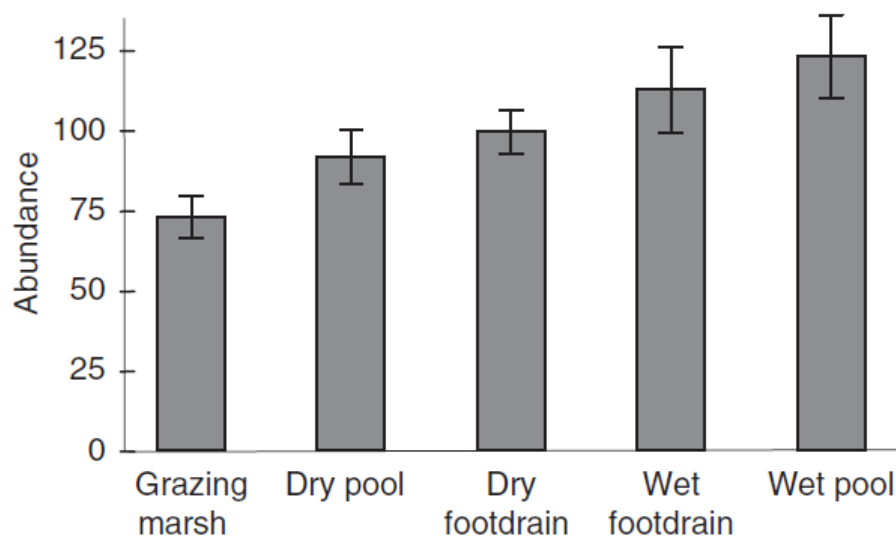 Abundance
125
100
75
50
25
0
Grazing
marsh
Dry pool
Dry
footdrain
Wet
footdrain
Wet pool